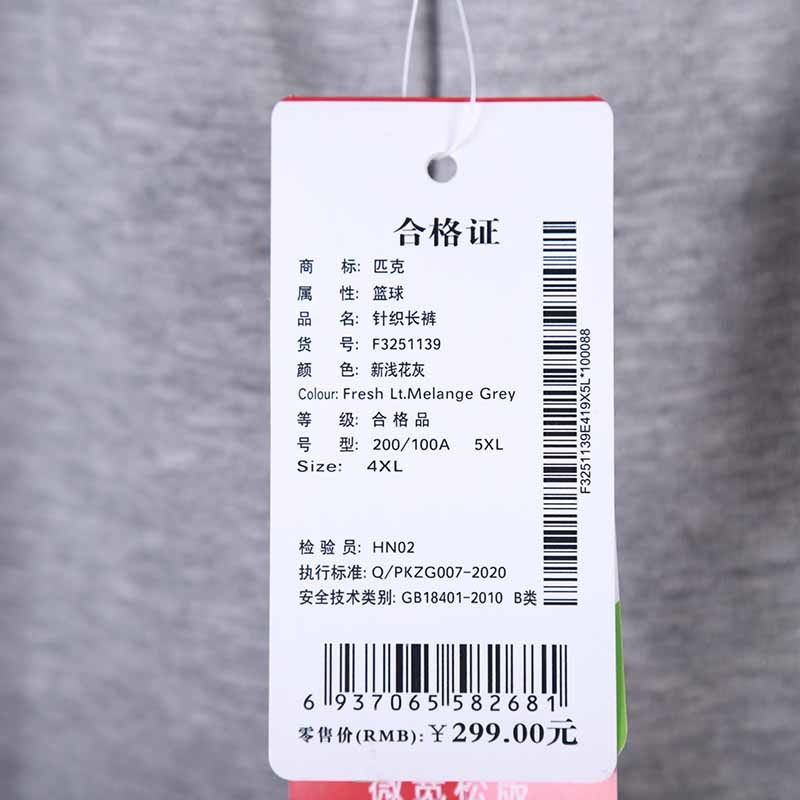 合格证
商 标: 匹克
属 性: 篮球
品 名: 针织长裤
货 号: F3251139
颜 色: 新浅花灰
Colour: Fresh Lt.Melange Grey
等 级: 合格品
号 型: 200/100A 5XL
Size: 4XL
检验员: HN02
执行标准: Q/PKZG007-2020
安全技术类别: GB18401-2010 B类
F3251139E419X5L*100088
6 937065 582681
零售价(RMB): ¥ 299.00元
微宽松版